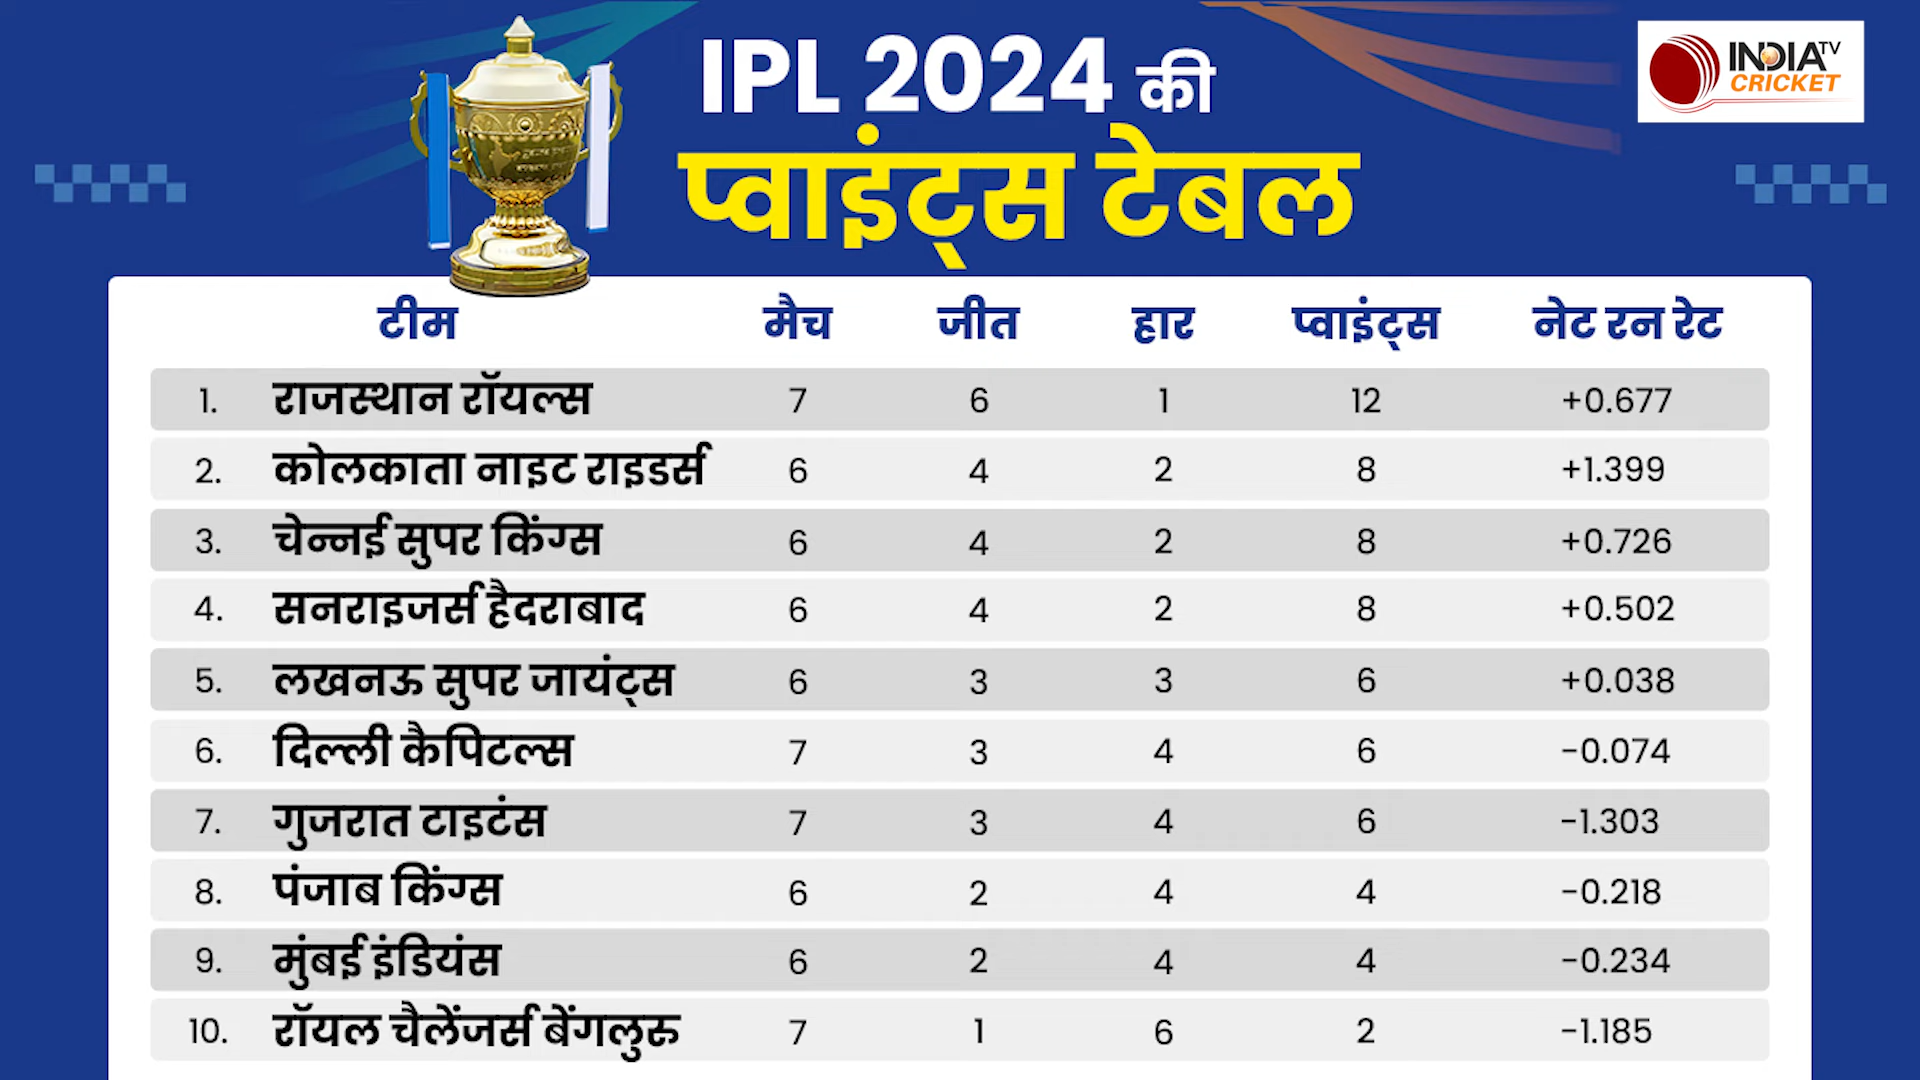 IPL 2024 की
प्वाइंट्स टेबल
INDIA TV
CRICKET
टीम मैच जीत हार प्वाइंट्स नेट रन रेट
1. राजस्थान रॉयल्स 7 6 1 12 +0.677
2. कोलकाता नाइट राइडर्स 6 4 2 8 +1.399
3. चेन्नई सुपर किंग्स 6 4 2 8 +0.726
4. सनराइजर्स हैदराबाद 6 4 2 8 +0.502
5. लखनऊ सुपर जायंट्स 6 3 3 6 +0.038
6. दिल्ली कैपिटल्स 7 3 4 6 -0.074
7. गुजरात टाइटंस 7 3 4 6 -1.303
8. पंजाब किंग्स 6 2 4 4 -0.218
9. मुंबई इंडियंस 6 2 4 4 -0.234
10. रॉयल चैलेंजर्स बेंगलुरु 7 1 6 2 -1.185